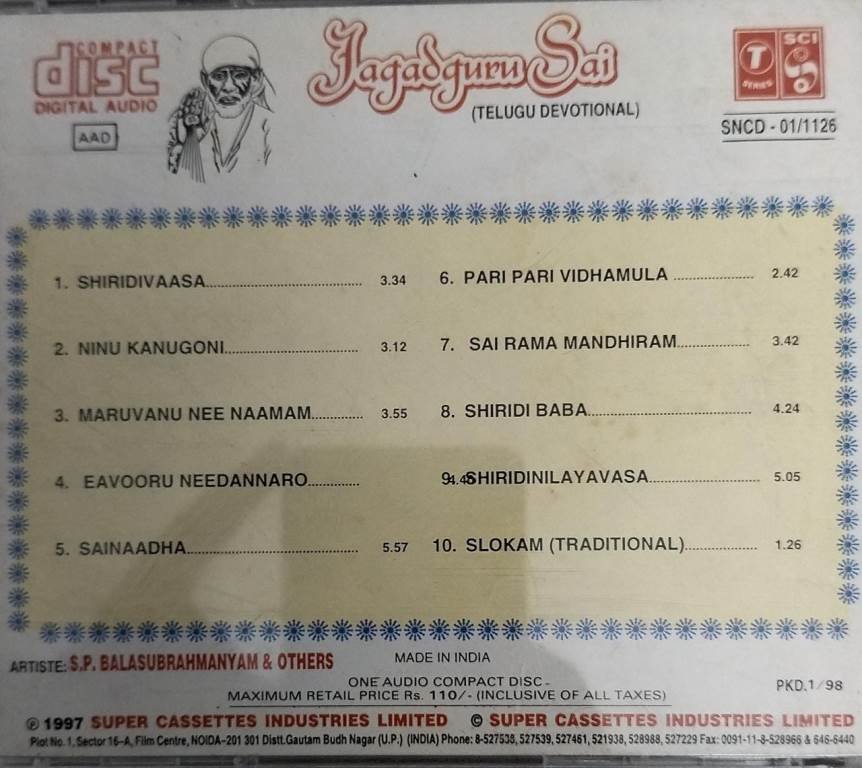 COMPACT
disc
DIGITAL AUDIO
AAD
Jagadguru Sai
(TELUGU DEVOTIONAL)
T
SERIES
SCI
SNCD - 01/1126
1. SHIRIDIVAASA.............................. 3.34
2. NINU KANUGONI.............................. 3.12
3. MARUVANU NEE NAAMAM............ 3.55
4. EAVOORU NEEDANNARO............
5. SAINAADHA.............................. 5.57
6. PARI PARI VIDHAMULA .................. 2.42
7. SAI RAMA MANDHIRAM................ 3.42
8. SHIRIDI BABA.............................. 4.24
9. SHIRIDINILAYAVASA.................... 5.05
10. SLOKAM (TRADITIONAL)................ 1.26
ARTISTE: S.P. BALASUBRAHMANYAM & OTHERS
MADE IN INDIA
ONE AUDIO COMPACT DISC -
MAXIMUM RETAIL PRICE Rs. 110/- (INCLUSIVE OF ALL TAXES)
PKD.1/98
℗ 1997 SUPER CASSETTES INDUSTRIES LIMITED © SUPER CASSETTES INDUSTRIES LIMITED
Plot No. 1, Sector 16-A, Film Centre, NOIDA-201 301 Distt.Gautam Budh Nagar (U.P.) (INDIA) Phone: 8-527538, 527539, 527461, 521938, 528988, 527229 Fax: 0091-11-8-528966 & 646-6440